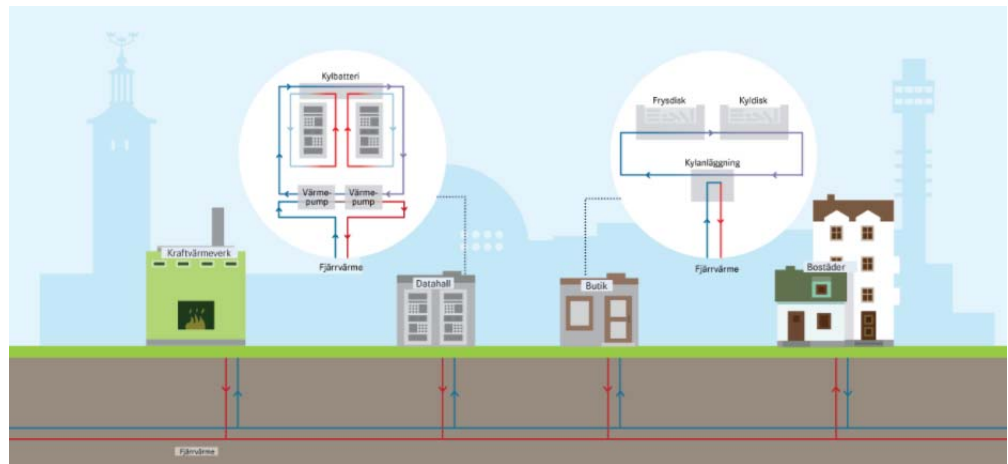 Kylbatteri
Värme-
pump
Värme-
pump
Fjärrvärme
Frysdisk
Kyldisk
Kylanläggning
Fjärrvärme
Kraftvärmeverk
Datahall
Butik
Bostäder
Fjärrvärme